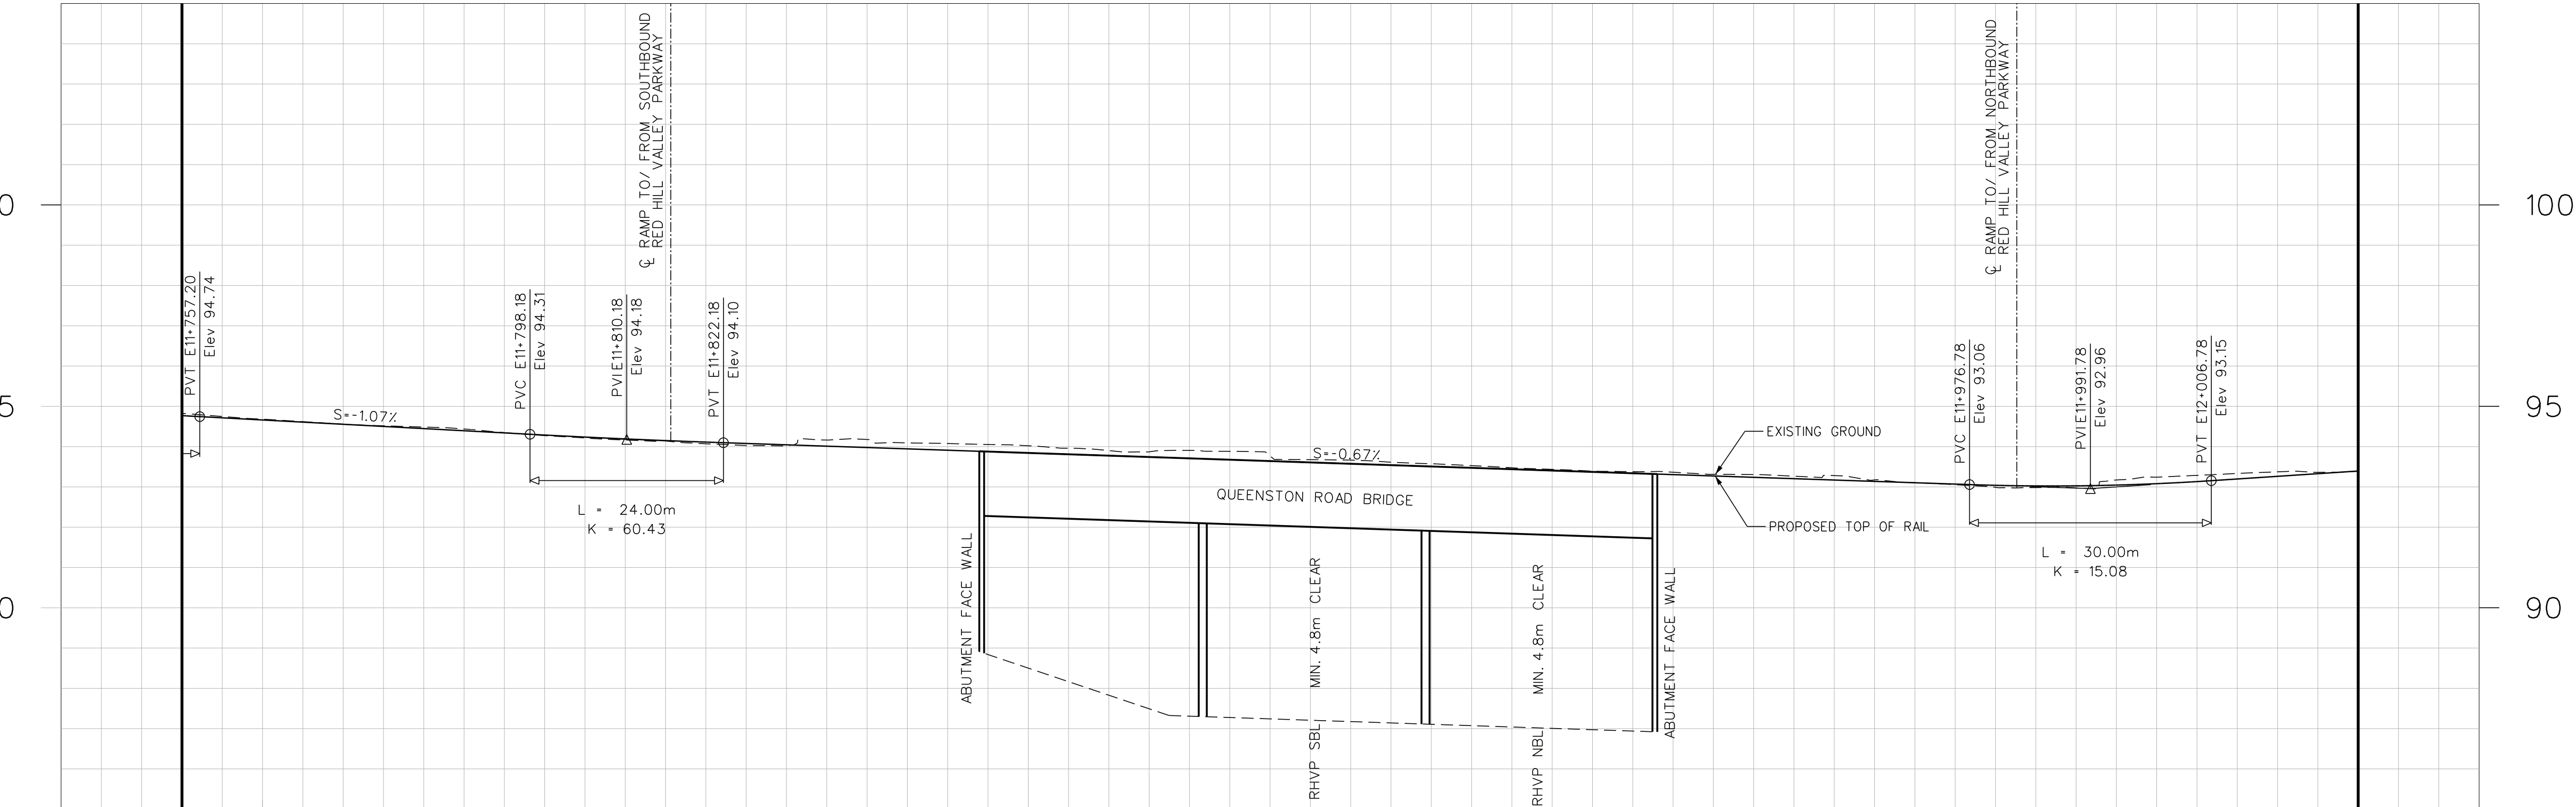 ℄ RAMP TO/ FROM SOUTHBOUND
RED HILL VALLEY PARKWAY
℄ RAMP TO/ FROM NORTHBOUND
RED HILL VALLEY PARKWAY
0
100
PVT E11+757.20
Elev 94.74
PVC E11+798.18
Elev 94.31
PVI E11+810.18
Elev 94.18
PVT E11+822.18
Elev 94.10
PVC E11+976.78
Elev 93.06
PVI E11+991.78
Elev 92.96
PVT E12+006.78
Elev 93.15
5
95
S=-1.07%
S=-0.67%
EXISTING GROUND
QUEENSTON ROAD BRIDGE
PROPOSED TOP OF RAIL
L = 24.00m
K = 60.43
L = 30.00m
K = 15.08
0
90
ABUTMENT FACE WALL
RHVP SBL MIN. 4.8m CLEAR
RHVP NBL MIN. 4.8m CLEAR
ABUTMENT FACE WALL